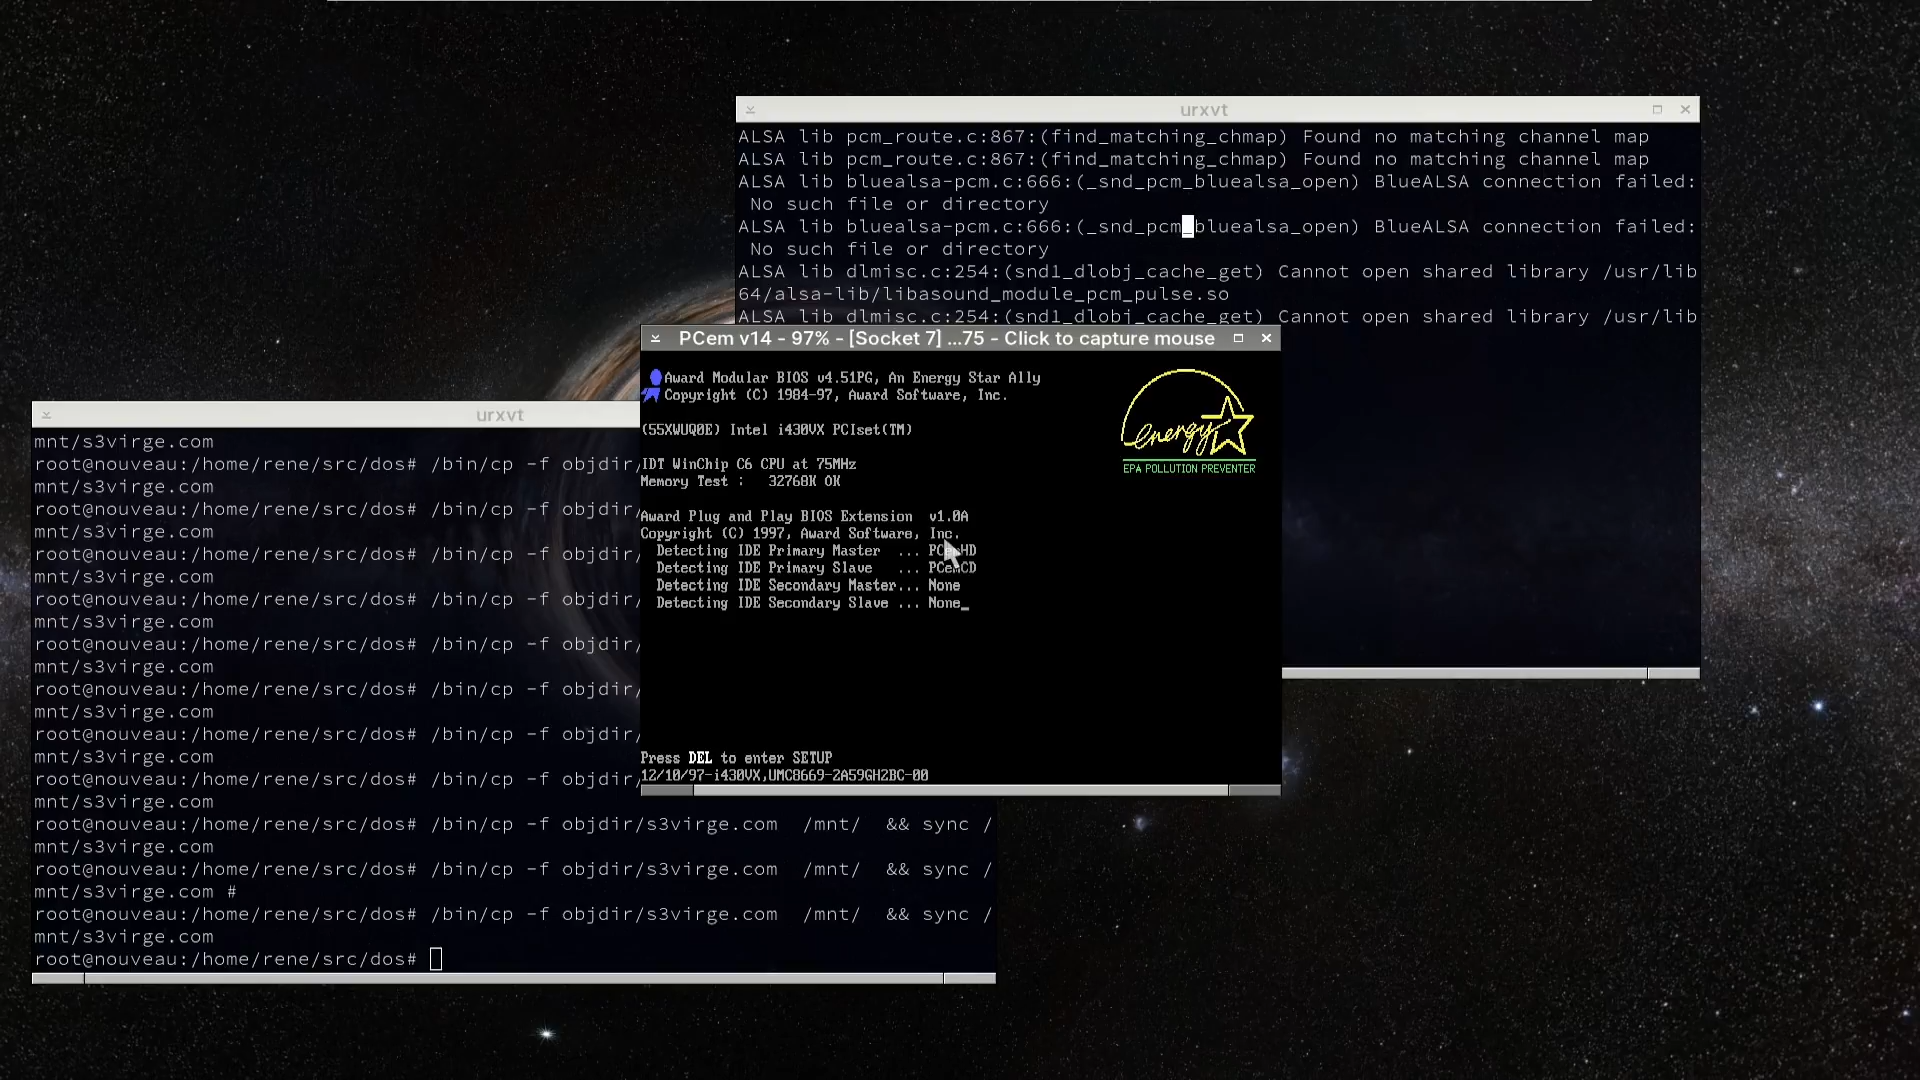 urxvt
ALSA lib pcm_route.c:867:(find_matching_chmap) Found no matching channel map
ALSA lib pcm_route.c:867:(find_matching_chmap) Found no matching channel map
ALSA lib bluealsa-pcm.c:666:(_snd_pcm_bluealsa_open) BlueALSA connection failed:
No such file or directory
ALSA lib bluealsa-pcm.c:666:(_snd_pcm_bluealsa_open) BlueALSA connection failed:
No such file or directory
ALSA lib dlmisc.c:254:(snd1_dlobj_cache_get) Cannot open shared library /usr/lib
64/alsa-lib/libasound_module_pcm_pulse.so
ALSA lib dlmisc.c:254:(snd1_dlobj_cache_get) Cannot open shared library /usr/lib
PCem v14 - 97% - [Socket 7] ...75 - Click to capture mouse
Award Modular BIOS v4.51PG, An Energy Star Ally
Copyright (C) 1984-97, Award Software, Inc.
energy
EPA POLLUTION PREVENTER
(55XWUQ0E) Intel i430VX PCIset(TM)
IDT WinChip C6 CPU at 75MHz
Memory Test :   32768K OK
Award Plug and Play BIOS Extension  v1.0A
Copyright (C) 1997, Award Software, Inc.
Detecting IDE Primary Master  ... PCemHD
Detecting IDE Primary Slave   ... PCemCD
Detecting IDE Secondary Master... None
Detecting IDE Secondary Slave ... None_
Press DEL to enter SETUP
12/10/97-i430VX,UMC8669-2A59GH2BC-00
urxvt
mnt/s3virge.com
root@nouveau:/home/rene/src/dos# /bin/cp -f objdir/
mnt/s3virge.com
root@nouveau:/home/rene/src/dos# /bin/cp -f objdir/
mnt/s3virge.com
root@nouveau:/home/rene/src/dos# /bin/cp -f objdir/
mnt/s3virge.com
root@nouveau:/home/rene/src/dos# /bin/cp -f objdir/
mnt/s3virge.com
root@nouveau:/home/rene/src/dos# /bin/cp -f objdir/
mnt/s3virge.com
root@nouveau:/home/rene/src/dos# /bin/cp -f objdir/
mnt/s3virge.com
root@nouveau:/home/rene/src/dos# /bin/cp -f objdir/
mnt/s3virge.com
root@nouveau:/home/rene/src/dos# /bin/cp -f objdir/
mnt/s3virge.com
root@nouveau:/home/rene/src/dos# /bin/cp -f objdir/s3virge.com  /mnt/  && sync /
mnt/s3virge.com
root@nouveau:/home/rene/src/dos# /bin/cp -f objdir/s3virge.com  /mnt/  && sync /
mnt/s3virge.com #
root@nouveau:/home/rene/src/dos# /bin/cp -f objdir/s3virge.com  /mnt/  && sync /
mnt/s3virge.com
root@nouveau:/home/rene/src/dos#